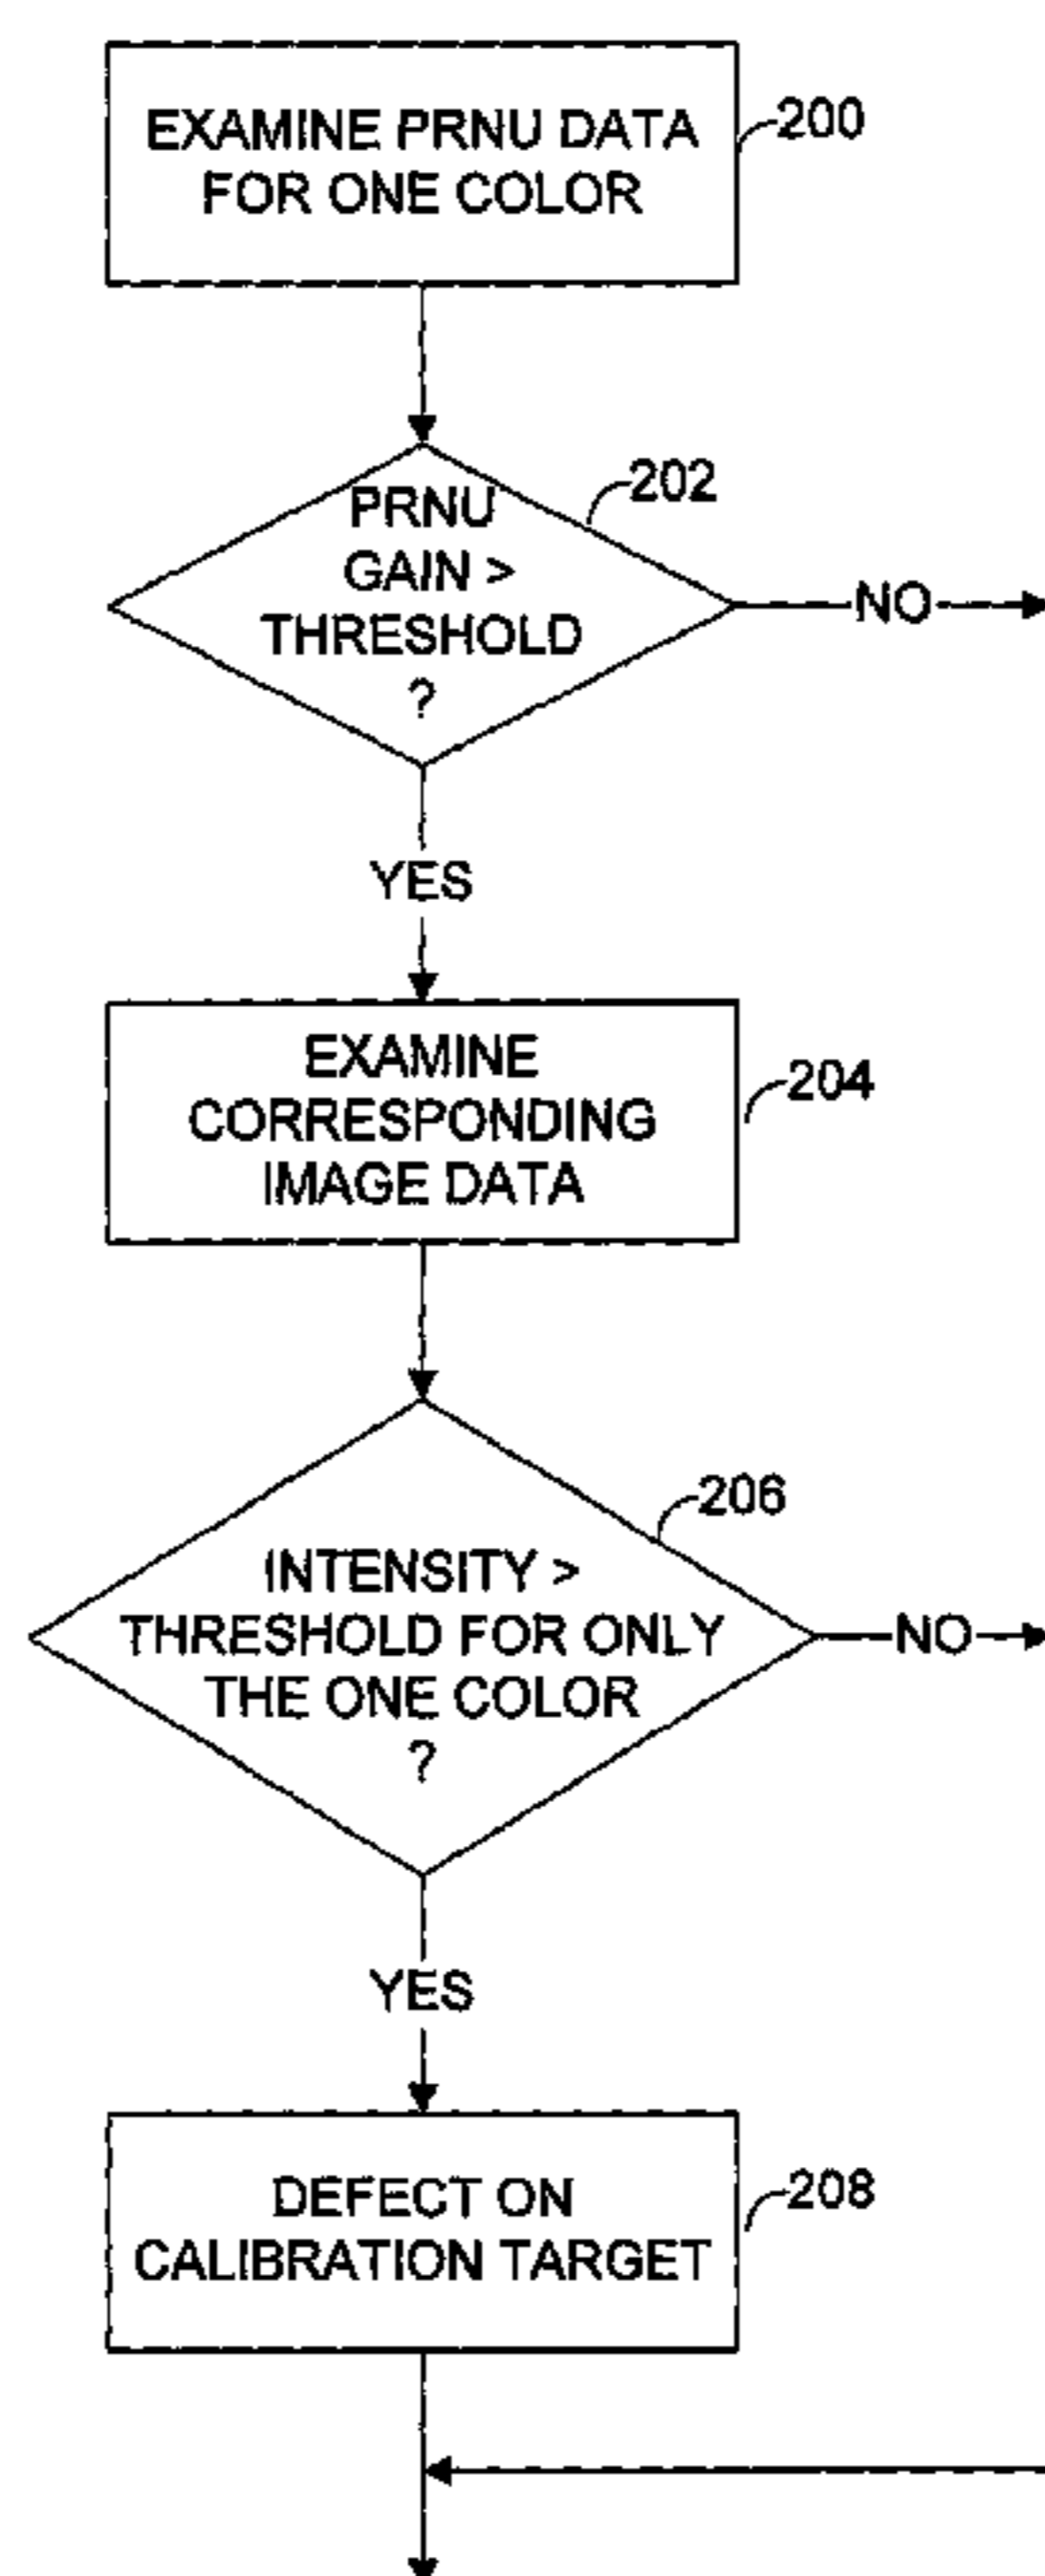 EXAMINE PRNU DATA
FOR ONE COLOR
200
PRNU
GAIN >
THRESHOLD
?
202
NO
YES
EXAMINE
CORRESPONDING
IMAGE DATA
204
INTENSITY >
THRESHOLD FOR ONLY
THE ONE COLOR
?
206
NO
YES
DEFECT ON
CALIBRATION TARGET
208